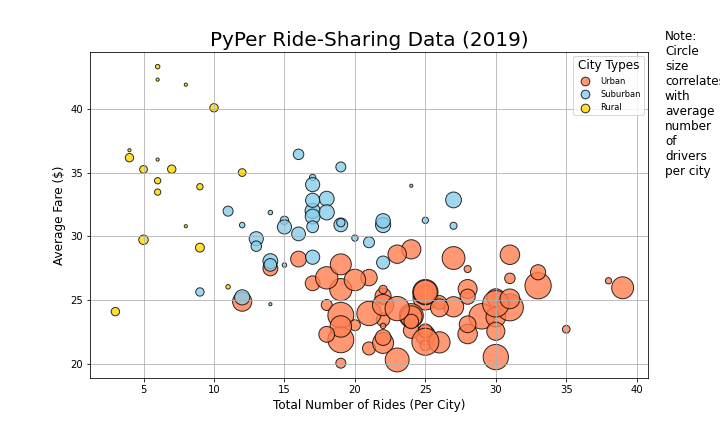 PyPer Ride-Sharing Data (2019)
Note:
Circle
size
correlates
with
average
number
of
drivers
per city
City Types
Urban
Suburban
Rural
Average Fare ($)
40
35
30
25
20
5 10 15 20 25 30 35 40
Total Number of Rides (Per City)